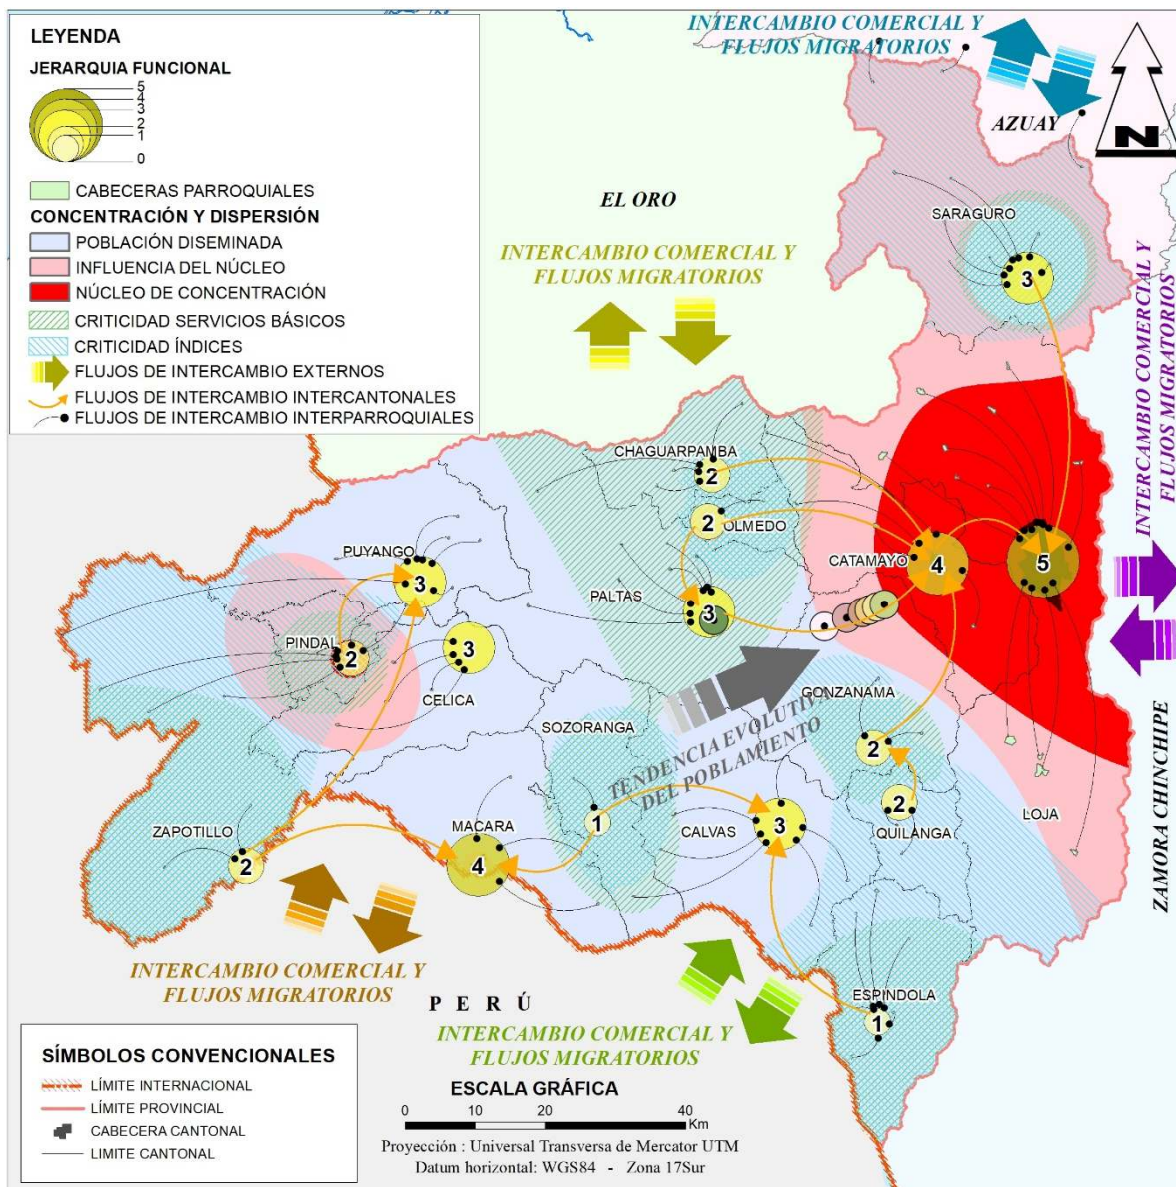 LEYENDA
JERARQUIA FUNCIONAL
5
4
3
2
1
0
CABECERAS PARROQUIALES
CONCENTRACIÓN Y DISPERSIÓN
POBLACIÓN DISEMINADA
INFLUENCIA DEL NÚCLEO
NÚCLEO DE CONCENTRACIÓN
CRITICIDAD SERVICIOS BÁSICOS
CRITICIDAD ÍNDICES
FLUJOS DE INTERCAMBIO EXTERNOS
FLUJOS DE INTERCAMBIO INTERCANTONALES
FLUJOS DE INTERCAMBIO INTERPARROQUIALES
INTERCAMBIO COMERCIAL Y
FLUJOS MIGRATORIOS
N
AZUAY
EL ORO
INTERCAMBIO COMERCIAL Y
FLUJOS MIGRATORIOS
SARAGURO
3
INTERCAMBIO COMERCIAL Y
FLUJOS MIGRATORIOS
CHAGUARPAMBA
2
2
OLMEDO
PUYANGO
3
CATAMAYO
4
5
PALTAS
3
PINDAL
2
3
CELICA
SOZORANGA
1
TENDENCIA EVOLUTIVA
DEL POBLAMIENTO
GONZANAMA
2
2
QUILANGA
LOJA
ZAMORA CHINCHIPE
ZAPOTILLO
2
MACARA
4
CALVAS
3
INTERCAMBIO COMERCIAL Y
FLUJOS MIGRATORIOS
PERÚ
INTERCAMBIO COMERCIAL Y
FLUJOS MIGRATORIOS
ESPINDOLA
1
SÍMBOLOS CONVENCIONALES
LÍMITE INTERNACIONAL
LÍMITE PROVINCIAL
CABECERA CANTONAL
LIMITE CANTONAL
ESCALA GRÁFICA
0 10 20 40
Km
Proyección : Universal Transversa de Mercator UTM
Datum horizontal: WGS84 - Zona 17Sur